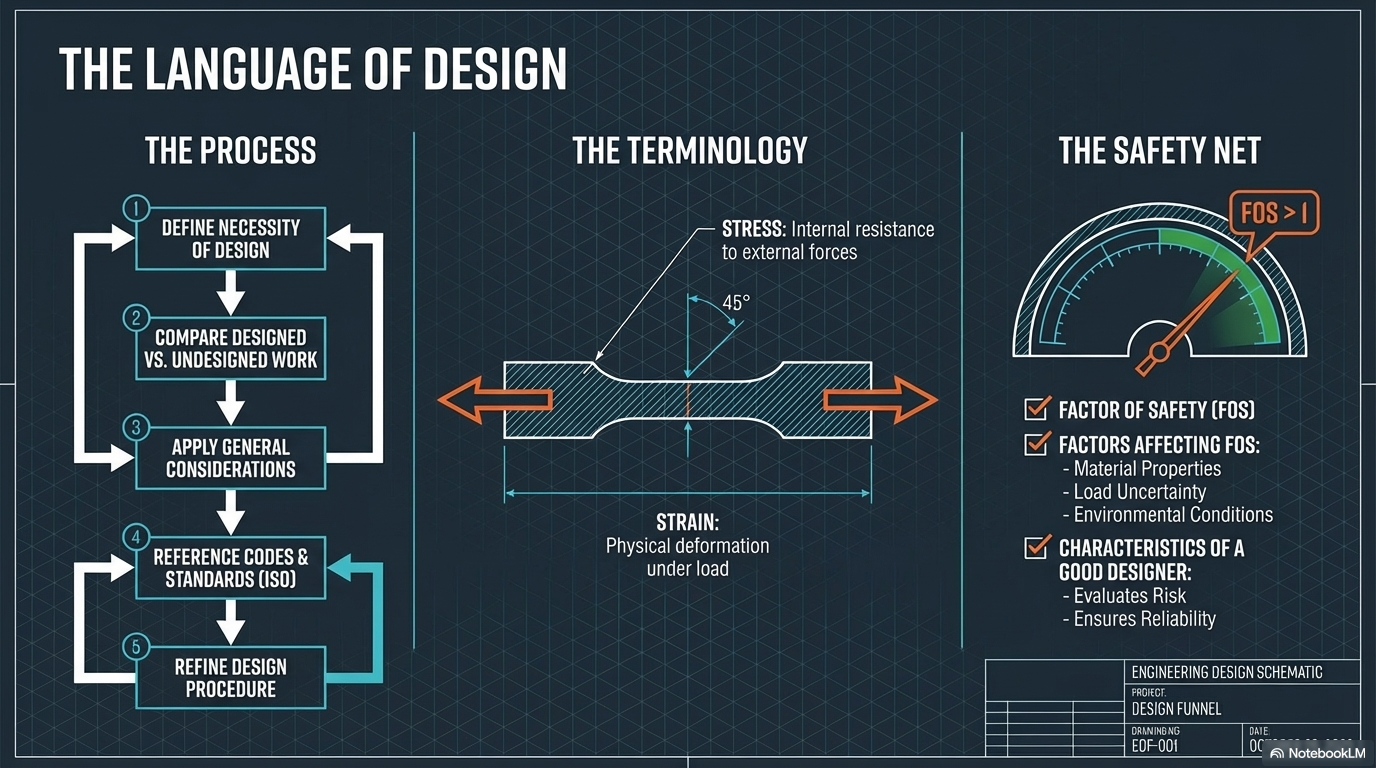 THE LANGUAGE OF DESIGN
THE PROCESS
1
DEFINE NECESSITY
OF DESIGN
2
COMPARE DESIGNED
VS. UNDESIGNED WORK
3
APPLY GENERAL
CONSIDERATIONS
4
REFERENCE CODES &
STANDARDS (ISO)
5
REFINE DESIGN
PROCEDURE
THE TERMINOLOGY
STRESS: Internal resistance
to external forces
45°
STRAIN:
Physical deformation
under load
THE SAFETY NET
FOS > 1
FACTOR OF SAFETY (FOS)
FACTORS AFFECTING FOS:
- Material Properties
- Load Uncertainty
- Environmental Conditions
CHARACTERISTICS OF A
GOOD DESIGNER:
- Evaluates Risk
- Ensures Reliability
ENGINEERING DESIGN SCHEMATIC
PROJECT:
DESIGN FUNNEL
DRAWING NG
EDF-001
DATE:
NotebookLM